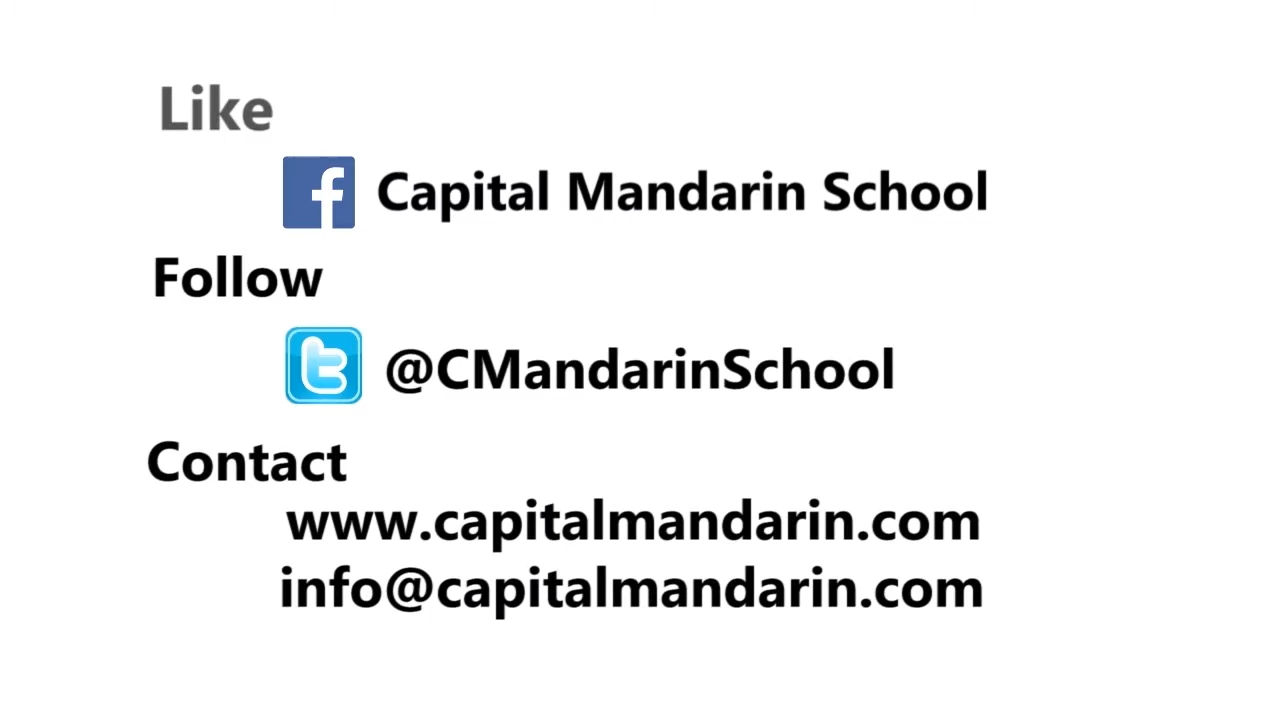 Like
Capital Mandarin School
Follow
@CMandarinSchool
Contact
www.capitalmandarin.com
info@capitalmandarin.com